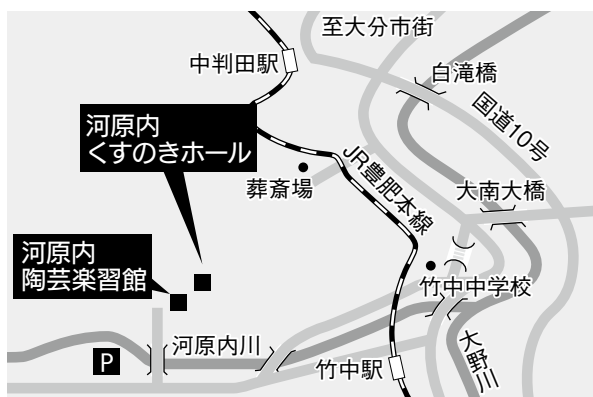 至大分市街
中判田駅
白滝橋
国道10号
河原内
くすのきホール
JR豊肥本線
葬斎場
大南大橋
河原内
陶芸楽習館
竹中中学校
河原内川
P
竹中駅
大野川